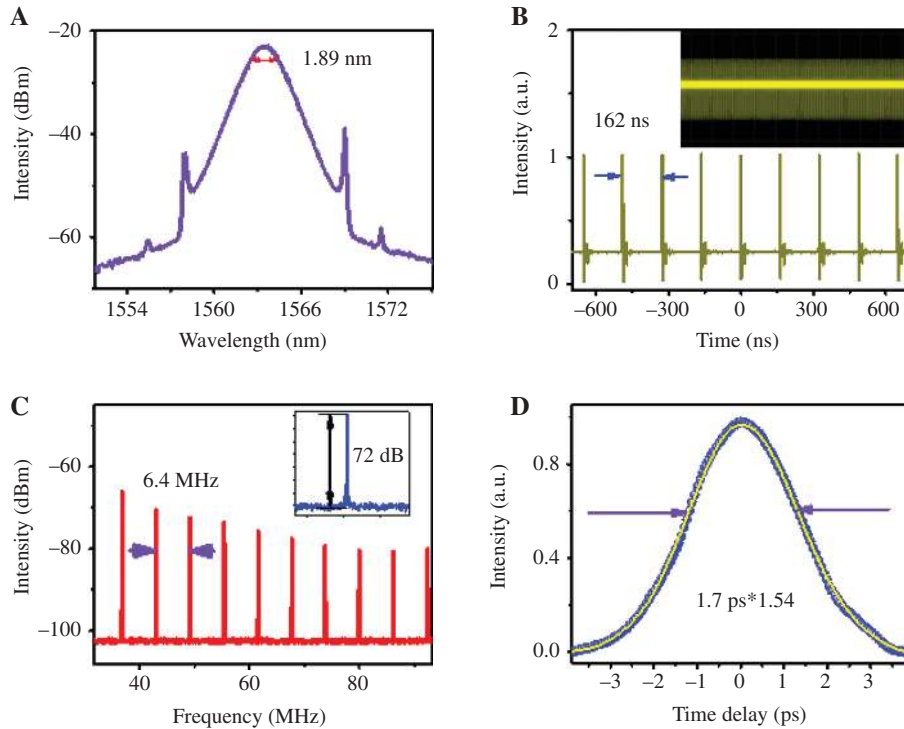 A
Intensity (dBm)
−20
−40
−60
1.89 nm
1554
1560
1566
1572
Wavelength (nm)
B
Intensity (a.u.)
2
1
0
162 ns
−600
−300
0
300
600
Time (ns)
C
Intensity (dBm)
−60
−80
−100
6.4 MHz
72 dB
40
60
80
Frequency (MHz)
D
Intensity (a.u.)
0.8
0.4
0.0
1.7 ps*1.54
−3
−2
−1
0
1
2
3
Time delay (ps)